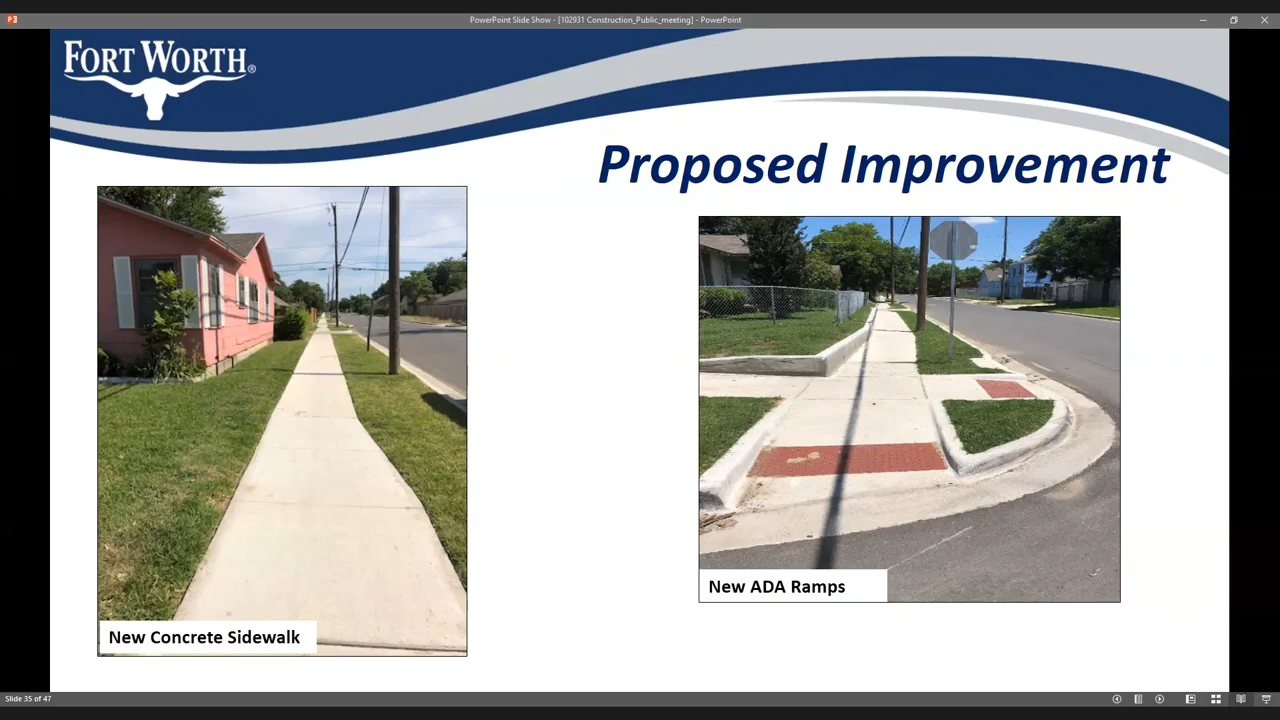 PowerPoint Slide Show - [102931 Construction_Public_meeting] - PowerPoint
FORT WORTH®
Proposed Improvement
New Concrete Sidewalk
New ADA Ramps
Slide 35 of 47